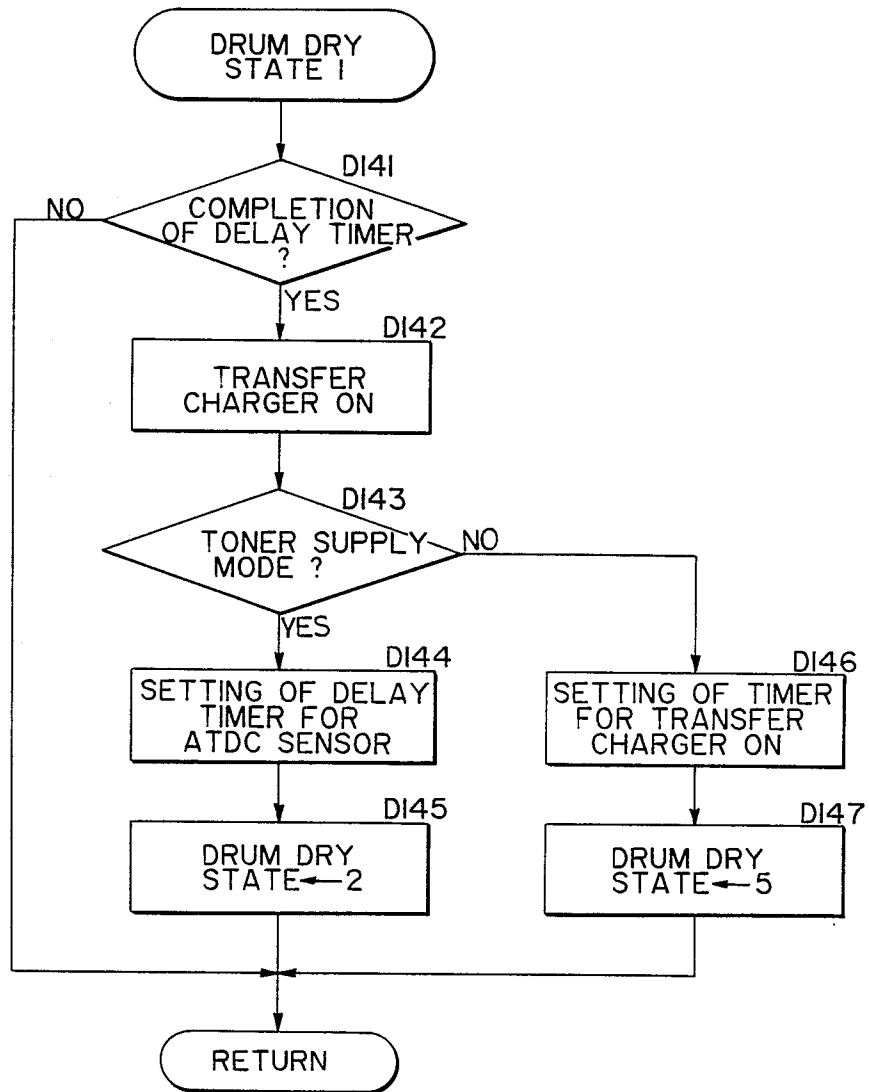 DRUM DRY
STATE 1
D141
NO
COMPLETION
OF DELAY TIMER
?
YES
D142
TRANSFER
CHARGER ON
D143
TONER SUPPLY
MODE ?
NO
YES
D144
SETTING OF DELAY
TIMER FOR
ATDC SENSOR
D146
SETTING OF TIMER
FOR TRANSFER
CHARGER ON
D145
DRUM DRY
STATE←2
D147
DRUM DRY
STATE←5
RETURN